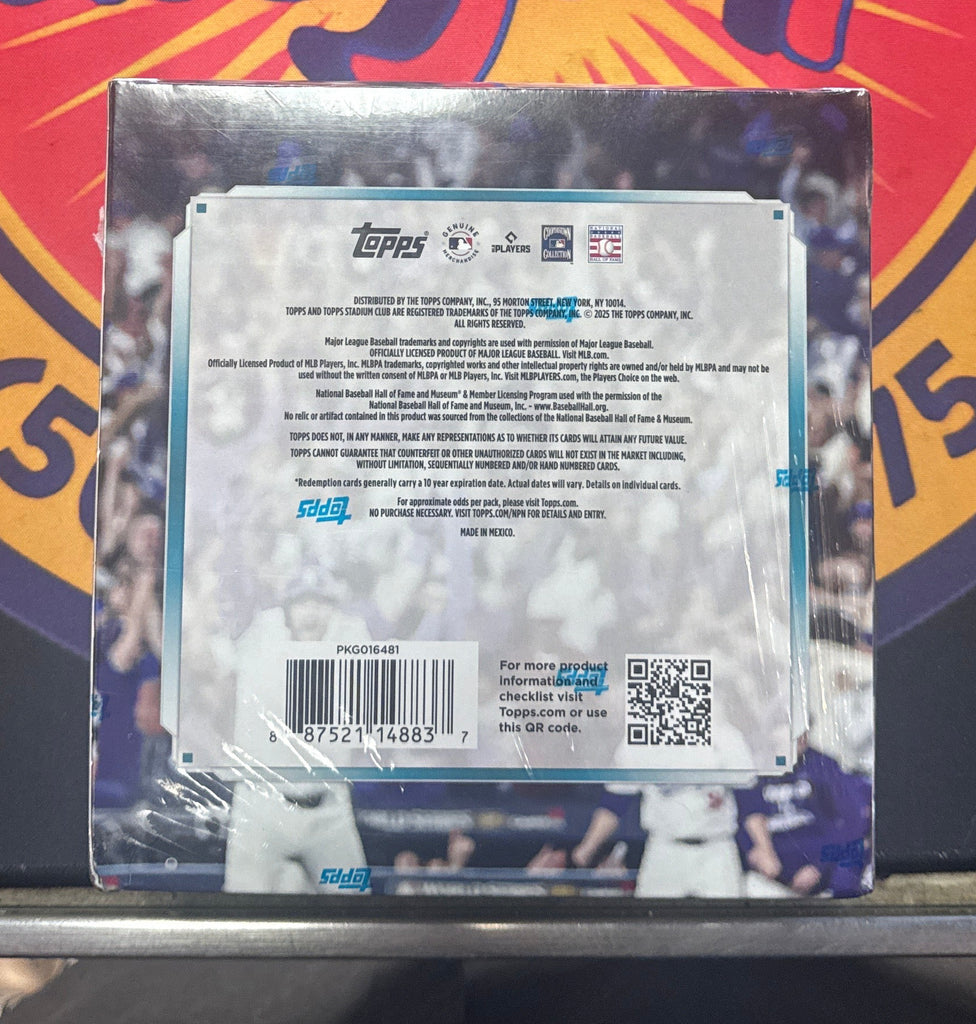 TOPPS
GENUINE
MERCHANDISE
PLAYERS
COOPERSTOWN
COLLECTION
NATIONAL
BASEBALL
HALL OF FAME
DISTRIBUTED BY THE TOPPS COMPANY, INC., 95 MORTON STREET, NEW YORK, NY 10014.
TOPPS AND TOPPS STADIUM CLUB ARE REGISTERED TRADEMARKS OF THE TOPPS COMPANY, INC. © 2025 THE TOPPS COMPANY, INC.
ALL RIGHTS RESERVED.
Major League Baseball trademarks and copyrights are used with permission of Major League Baseball.
OFFICIALLY LICENSED PRODUCT OF MAJOR LEAGUE BASEBALL. Visit MLB.com.
Officially Licensed Product of MLB Players, Inc. MLBPA trademarks, copyrighted works and other intellectual property rights are owned and/or held by MLBPA and may not be
used without the written consent of MLBPA or MLB Players, Inc. Visit MLBPLAYERS.com, the Players Choice on the web.
National Baseball Hall of Fame and Museum® & Member Licensing Program used with the permission of the
National Baseball Hall of Fame and Museum, Inc. - www.BaseballHall.org.
No relic or artifact contained in this product was sourced from the collections of the National Baseball Hall of Fame & Museum.
TOPPS DOES NOT, IN ANY MANNER, MAKE ANY REPRESENTATIONS AS TO WHETHER ITS CARDS WILL ATTAIN ANY FUTURE VALUE.
TOPPS CANNOT GUARANTEE THAT COUNTERFEIT OR OTHER UNAUTHORIZED CARDS WILL NOT EXIST IN THE MARKET INCLUDING,
WITHOUT LIMITATION, SEQUENTIALLY NUMBERED AND/OR HAND NUMBERED CARDS.
*Redemption cards generally carry a 10 year expiration date. Actual dates will vary. Details on individual cards.
For approximate odds per pack, please visit Topps.com.
NO PURCHASE NECESSARY. VISIT TOPPS.COM/NPN FOR DETAILS AND ENTRY.
Topps
MADE IN MEXICO.
PKG016481
8 87521 14883 7
For more product
information and
checklist visit
Topps.com or use
this QR code.
Topps
Topps
50
75